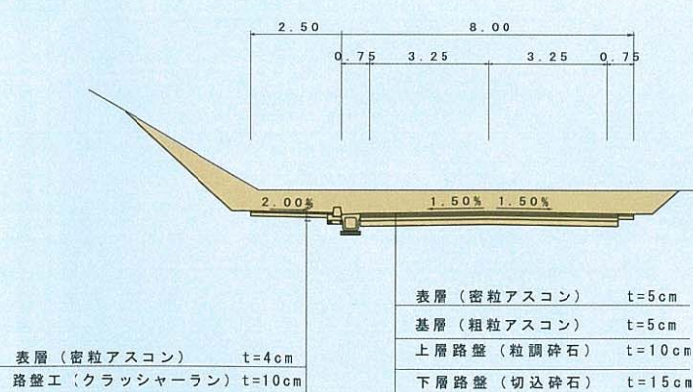 2.50 8.00
0.75 3.25 3.25 0.75
2.00% 1.50% 1.50%
表層(密粒アスコン) t=5cm
基層(粗粒アスコン) t=5cm
上層路盤(粒調砕石) t=10cm
下層路盤(切込砕石) t=15cm
表層(密粒アスコン) t=4cm
路盤工(クラッシャーラン) t=10cm